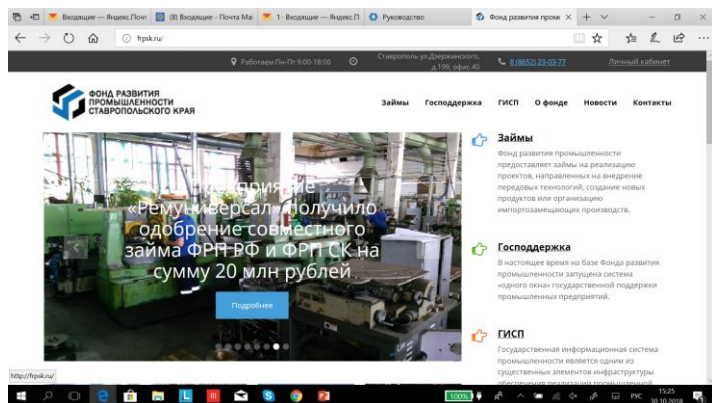 Входящие — Яндекс.Поч
(8) Входящие - Почта Ма
1 · Входящие — Яндекс.П
Руководство
Фонд развития проме
frpsk.ru/
Работаем Пн-Пт 9:00-18:00
Ставрополь ул.Дзержинского,
д.199, офис 40
8 (8652) 23-03-77
Личный кабинет
ФОНД РАЗВИТИЯ
ПРОМЫШЛЕННОСТИ
СТАВРОПОЛЬСКОГО КРАЯ
Займы Господдержка ГИСП О фонде Новости Контакты
Предприятие
«Ремуниверсал» получило
одобрение совместного
займа ФРП РФ и ФРП СК на
сумму 20 млн рублей
Подробнее
Займы
Фонд развития промышленности
предоставляет займы на реализацию
проектов, направленных на внедрение
передовых технологий, создание новых
продуктов или организацию
импортозамещающих производств.
Господдержка
В настоящее время на базе Фонда развития
промышленности запущена система
«одного окна» государственной поддержки
промышленных предприятий.
ГИСП
Государственная информационная система
промышленности является одним из
существенных элементов инфраструктуры
обеспечения реализации промышленной
http://frpsk.ru/
100%
РУС
15:25
30.10.2018